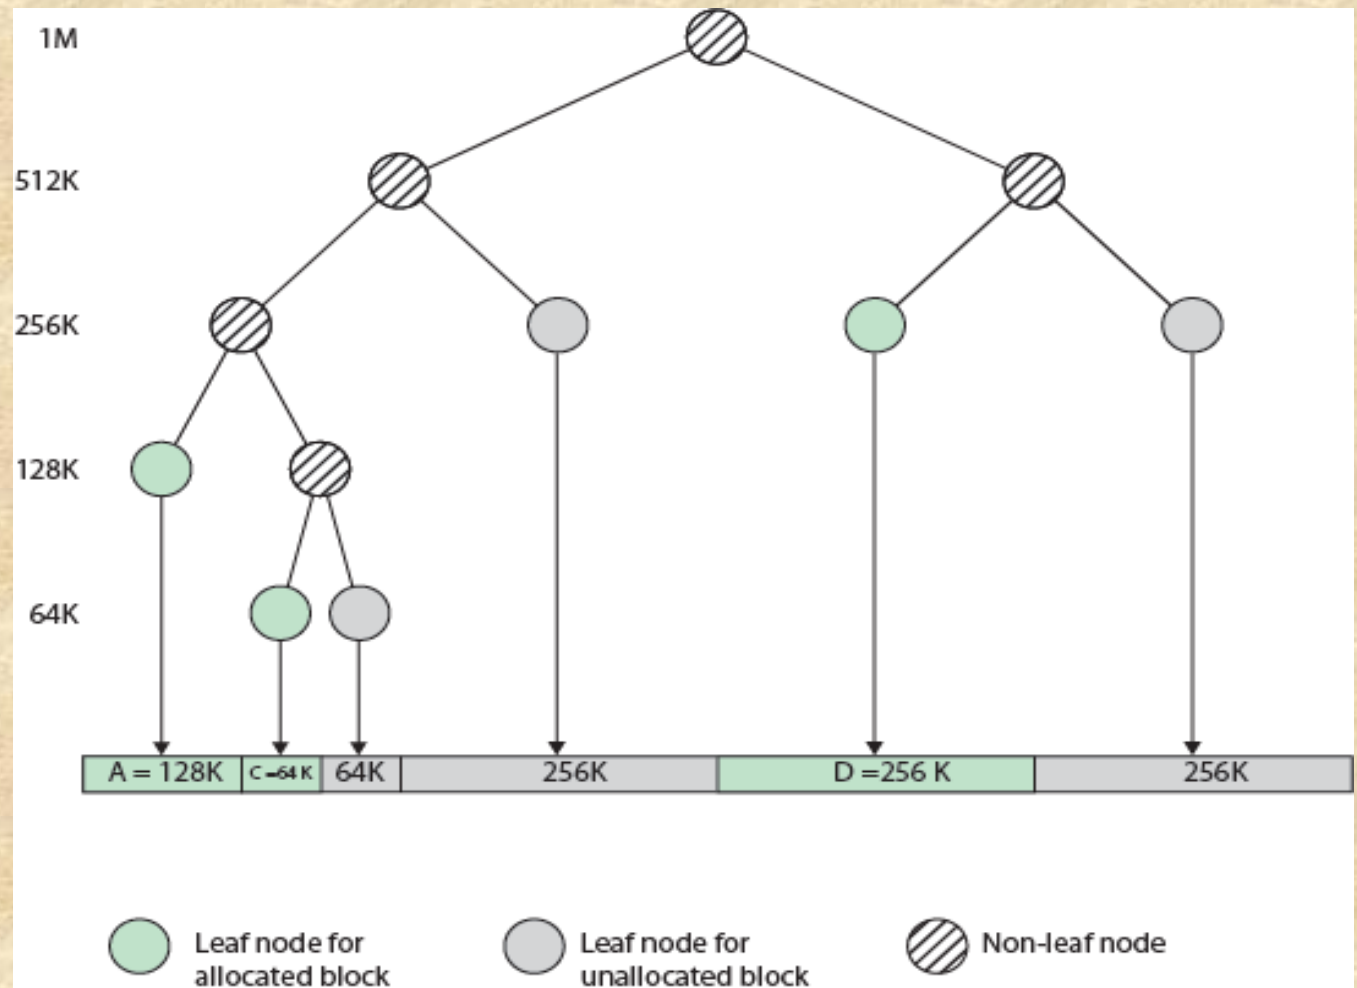 1M
512K
256K
128K
64K
A = 128K C =64 K 64K 256K D =256 K 256K
Leaf node for
allocated block
Leaf node for
unallocated block
Non-leaf node